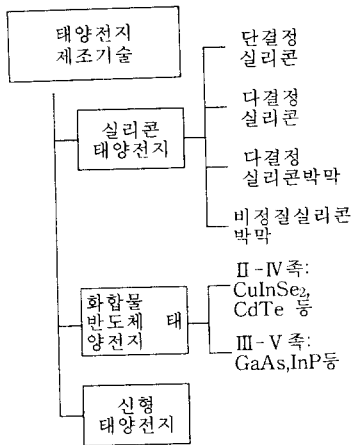 태양전지
제조기술
실리콘
태양전지
단결정
실리콘
다결정
실리콘
다결정
실리콘박막
비정질실리콘
박막
화합물
반도체 태
양전지
II-IV족:
CuInSe2,
CdTe 등
III-V족:
GaAs,InP등
신형
태양전지